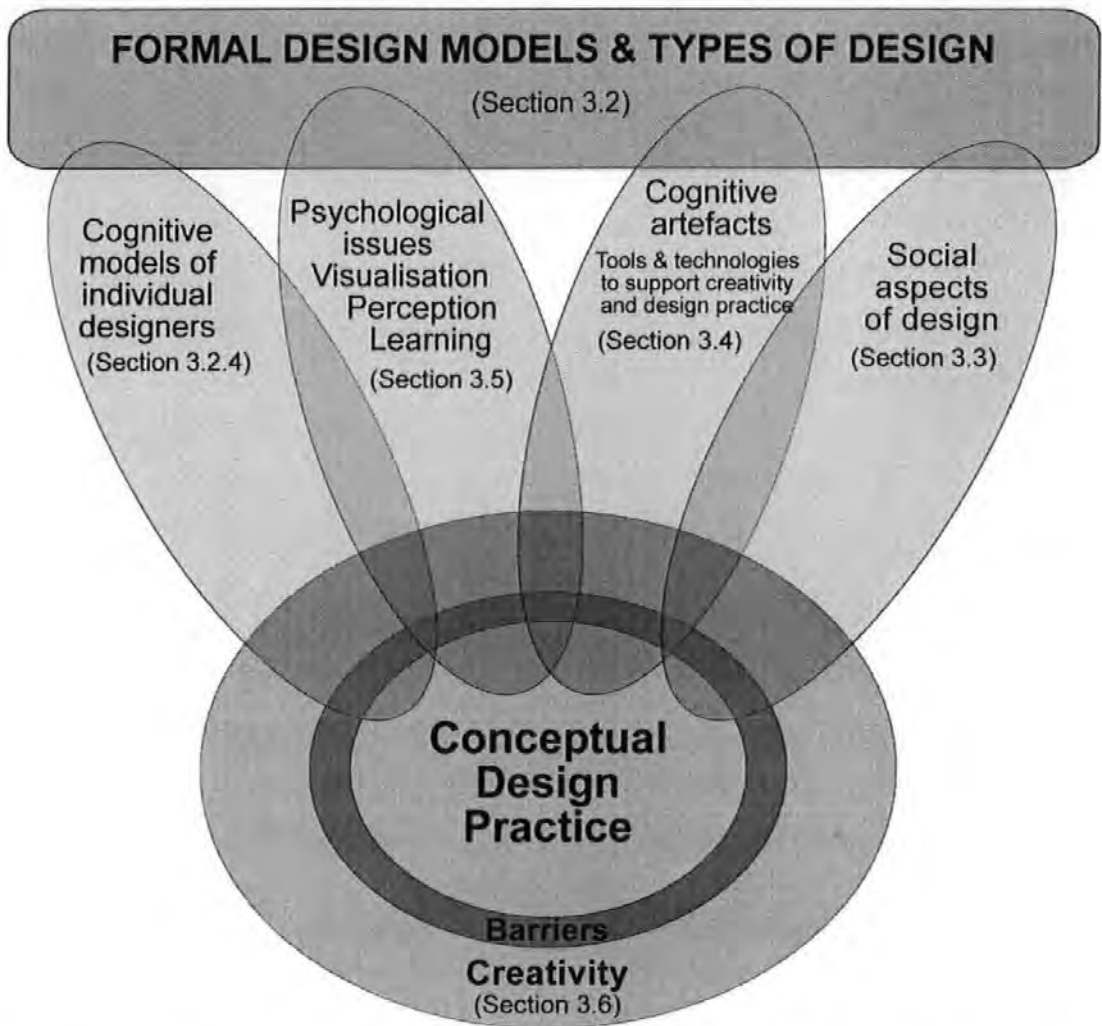 FORMAL DESIGN MODELS & TYPES OF DESIGN
(Section 3.2)
Cognitive
models of
individual
designers
(Section 3.2.4)
Psychological
issues
Visualisation
Perception
Learning
(Section 3.5)
Cognitive
artefacts
Tools & technologies
to support creativity
and design practice
(Section 3.4)
Social
aspects
of design
(Section 3.3)
Conceptual
Design
Practice
Barriers
Creativity
(Section 3.6)